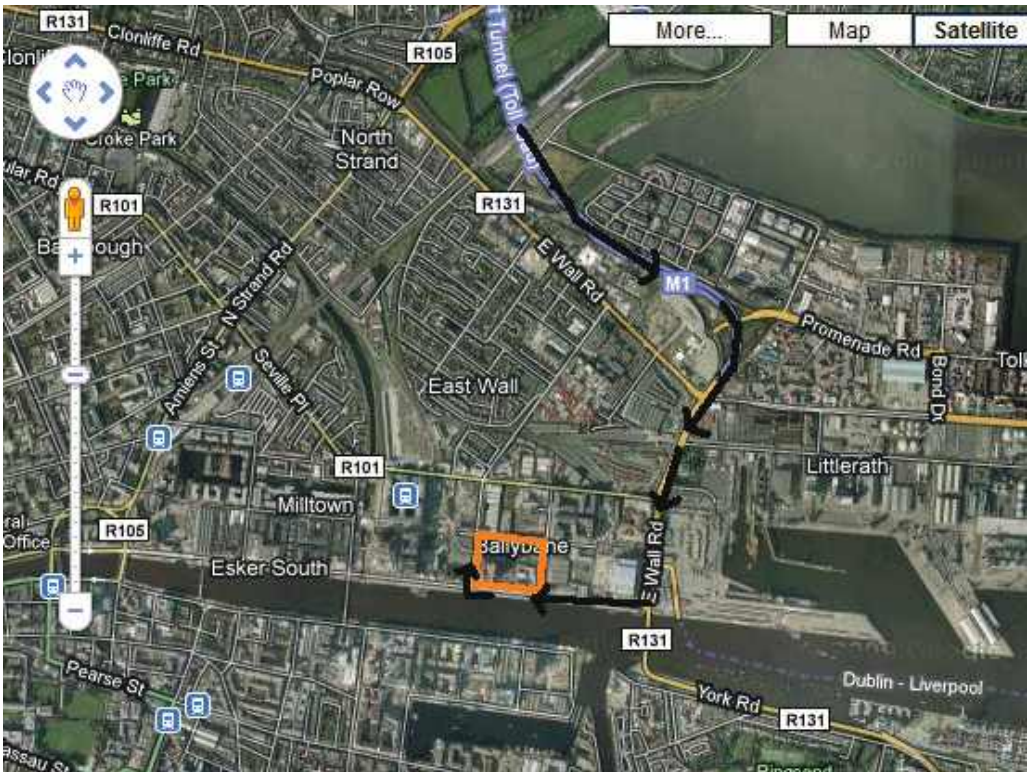 R131
Clonliffe Rd
R105
Tunnel (Toll
More...
Map
Satellite
Poplar Row
Croke Park
North
Strand
R101
R131
E Wall Rd
N Strand Rd
M1
Promenade Rd
Bond Dr
Amiens St
Seville Pl
East Wall
R101
Littlerath
Milltown
R105
Office
Esker South
Ballybane
E Wall Rd
R131
Pearse St
York Rd
Dublin - Liverpool
R131